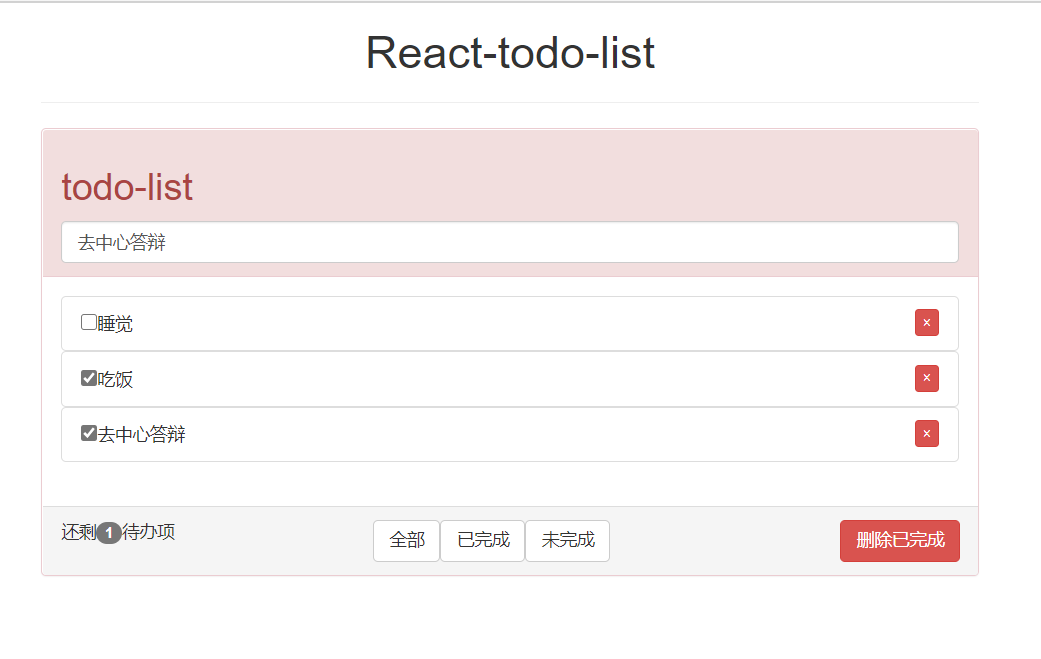 React-todo-list
todo-list
去中心答辩
睡觉
×
吃饭
×
去中心答辩
×
还剩1待办项
全部 已完成 未完成
删除已完成